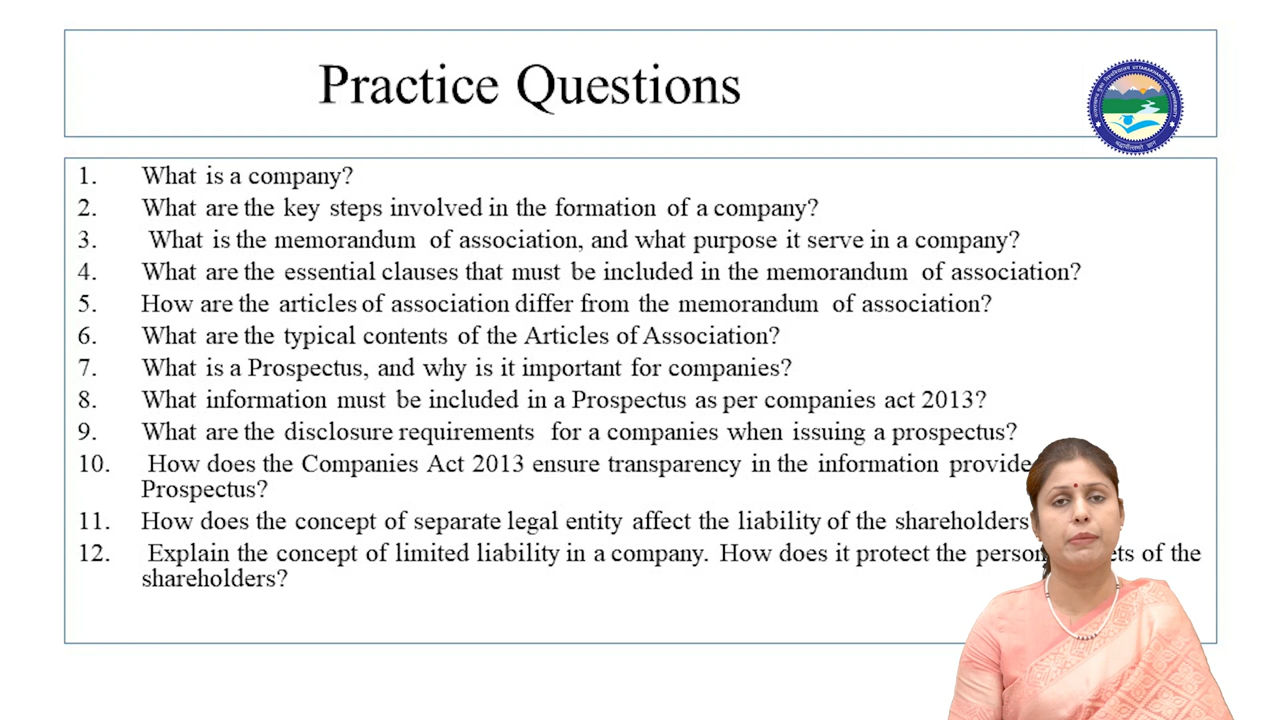 Practice Questions
1. What is a company?
2. What are the key steps involved in the formation of a company?
3. What is the memorandum of association, and what purpose it serve in a company?
4. What are the essential clauses that must be included in the memorandum of association?
5. How are the articles of association differ from the memorandum of association?
6. What are the typical contents of the Articles of Association?
7. What is a Prospectus, and why is it important for companies?
8. What information must be included in a Prospectus as per companies act 2013?
9. What are the disclosure requirements for a companies when issuing a prospectus?
10. How does the Companies Act 2013 ensure transparency in the information provide
Prospectus?
11. How does the concept of separate legal entity affect the liability of the shareholders
12. Explain the concept of limited liability in a company. How does it protect the person ets of the
shareholders?